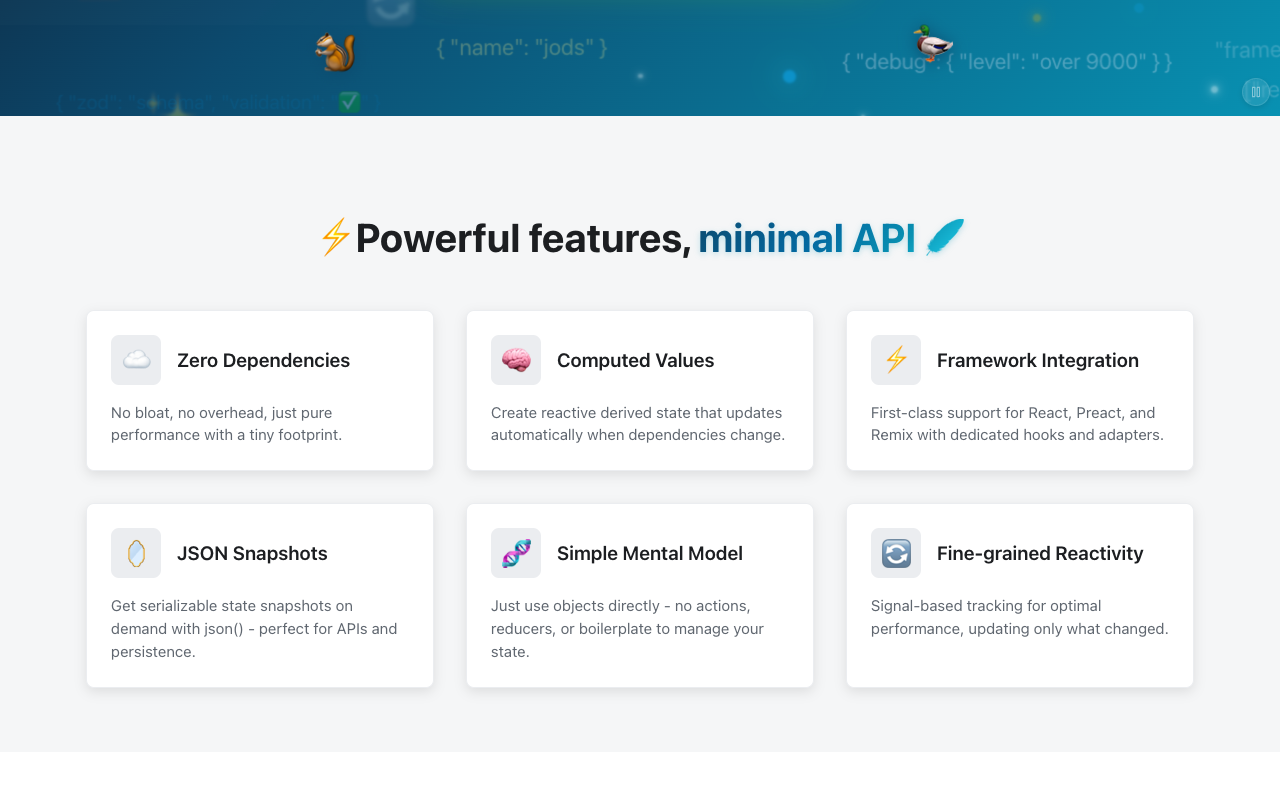 { "name": "jods" }
{ "debug": { "level": "over 9000" } }
"frame
{ "zod": "schema", "validation": ✅ }
⚡Powerful features, minimal API
Zero Dependencies
No bloat, no overhead, just pure
performance with a tiny footprint.
Computed Values
Create reactive derived state that updates
automatically when dependencies change.
⚡ Framework Integration
First-class support for React, Preact, and
Remix with dedicated hooks and adapters.
JSON Snapshots
Get serializable state snapshots on
demand with json() - perfect for APIs and
persistence.
Simple Mental Model
Just use objects directly - no actions,
reducers, or boilerplate to manage your
state.
Fine-grained Reactivity
Signal-based tracking for optimal
performance, updating only what changed.